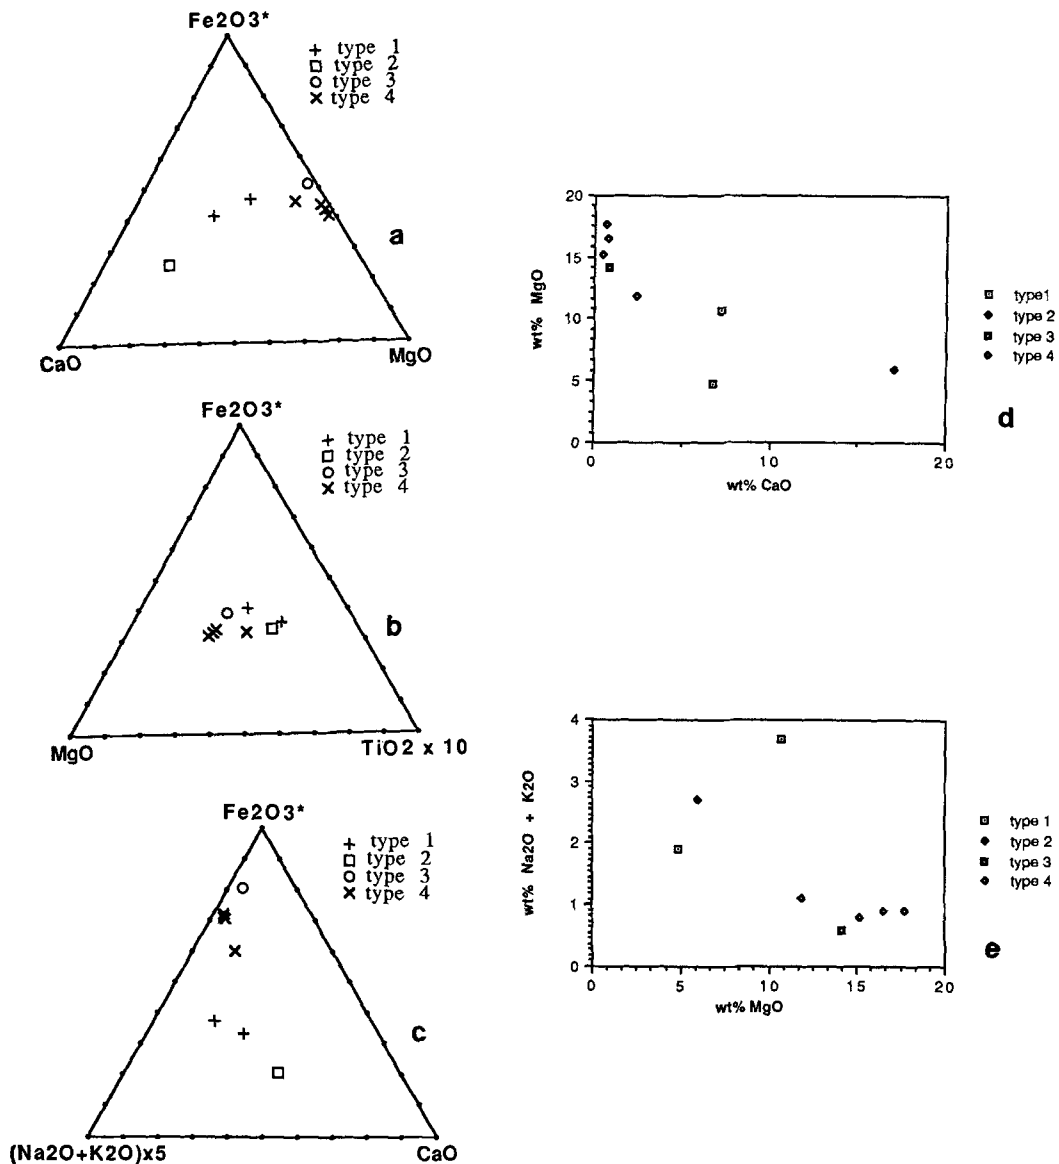 Fe2O3*
+ type 1
□ type 2
○ type 3
× type 4
a
CaO
MgO
Fe2O3*
+ type 1
□ type 2
○ type 3
× type 4
b
MgO
TiO2 x 10
Fe2O3*
+ type 1
□ type 2
○ type 3
× type 4
c
(Na2O+K2O)x5
CaO
20
15
10
5
0
wt% MgO
0
10
20
wt% CaO
type1
type 2
type 3
type 4
d
4
3
2
1
0
wt% Na2O + K2O
0
5
10
15
20
wt% MgO
type 1
type 2
type 3
type 4
e